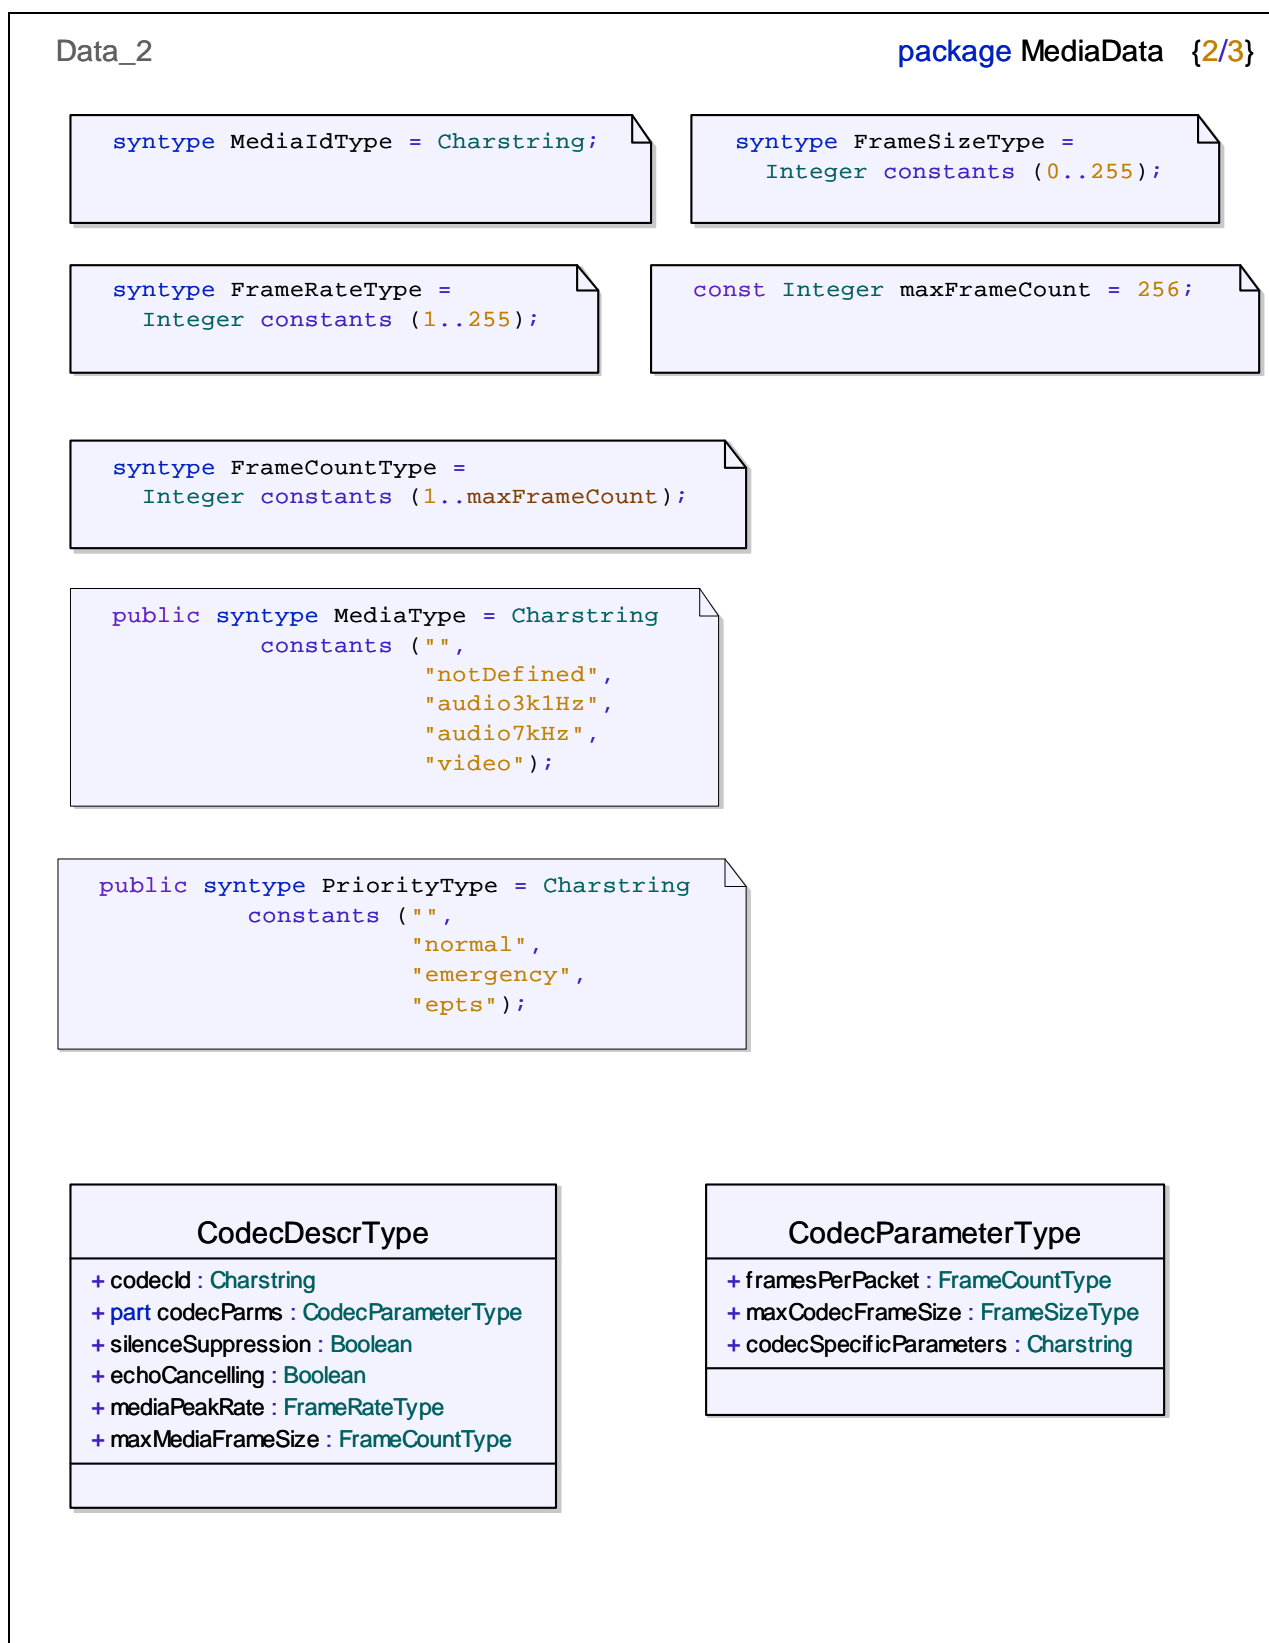 Data_2
package MediaData {2/3}
syntype MediaIdType = Charstring;
syntype FrameSizeType =
Integer constants (0..255);
syntype FrameRateType =
Integer constants (1..255);
const Integer maxFrameCount = 256;
syntype FrameCountType =
Integer constants (1..maxFrameCount);
public syntype MediaType = Charstring
constants ("",
"notDefined",
"audio3k1Hz",
"audio7kHz",
"video");
public syntype PriorityType = Charstring
constants ("",
"normal",
"emergency",
"epts");
CodecDescrType
+ codecId : Charstring
+ part codecParms : CodecParameterType
+ silenceSuppression : Boolean
+ echoCancelling : Boolean
+ mediaPeakRate : FrameRateType
+ maxMediaFrameSize : FrameCountType
CodecParameterType
+ framesPerPacket : FrameCountType
+ maxCodecFrameSize : FrameSizeType
+ codecSpecificParameters : Charstring